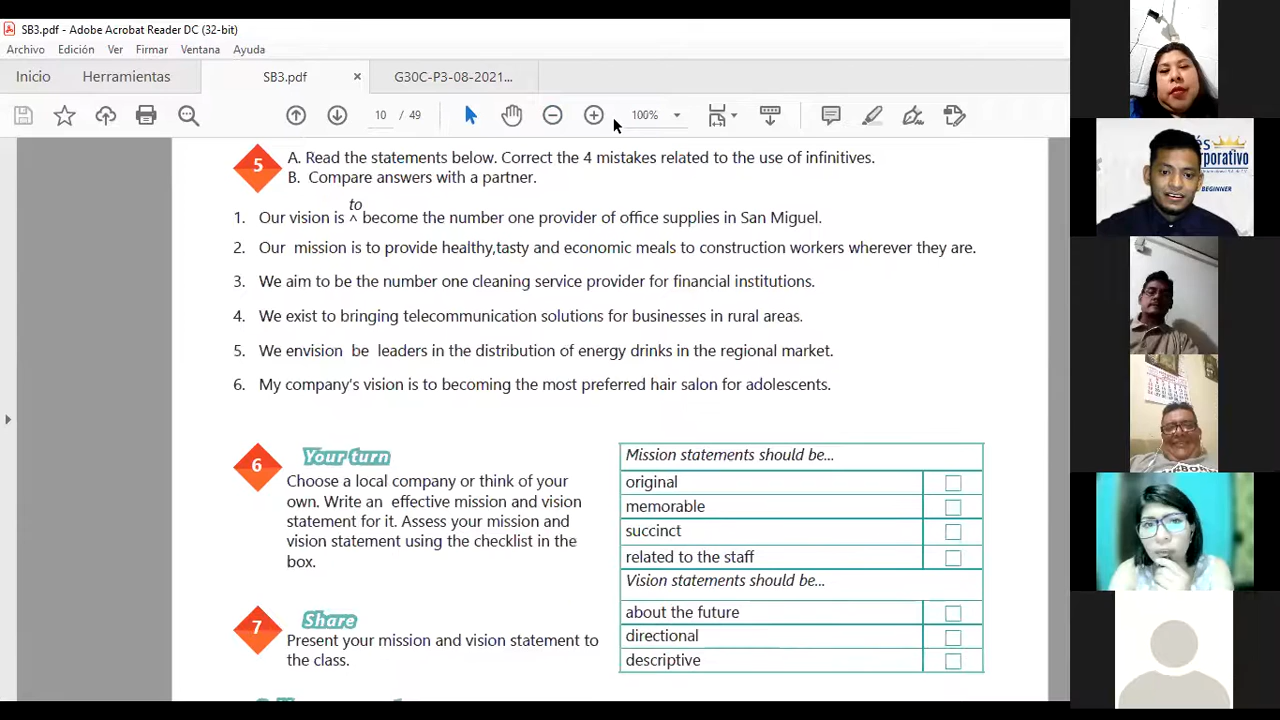 SB3.pdf - Adobe Acrobat Reader DC (32-bit)
Archivo Edición Ver Firmar Ventana Ayuda
Inicio Herramientas SB3.pdf × G30C-P3-08-2021...
10 / 49 100%
5 A. Read the statements below. Correct the 4 mistakes related to the use of infinitives.
B. Compare answers with a partner.
to
1. Our vision is ^ become the number one provider of office supplies in San Miguel.
2. Our mission is to provide healthy,tasty and economic meals to construction workers wherever they are.
3. We aim to be the number one cleaning service provider for financial institutions.
4. We exist to bringing telecommunication solutions for businesses in rural areas.
5. We envision be leaders in the distribution of energy drinks in the regional market.
6. My company's vision is to becoming the most preferred hair salon for adolescents.
6 Your turn
Choose a local company or think of your
own. Write an effective mission and vision
statement for it. Assess your mission and
vision statement using the checklist in the
box.
Mission statements should be...
original
memorable
succinct
related to the staff
Vision statements should be...
about the future
directional
descriptive
7 Share
Present your mission and vision statement to
the class.
BEGINNER